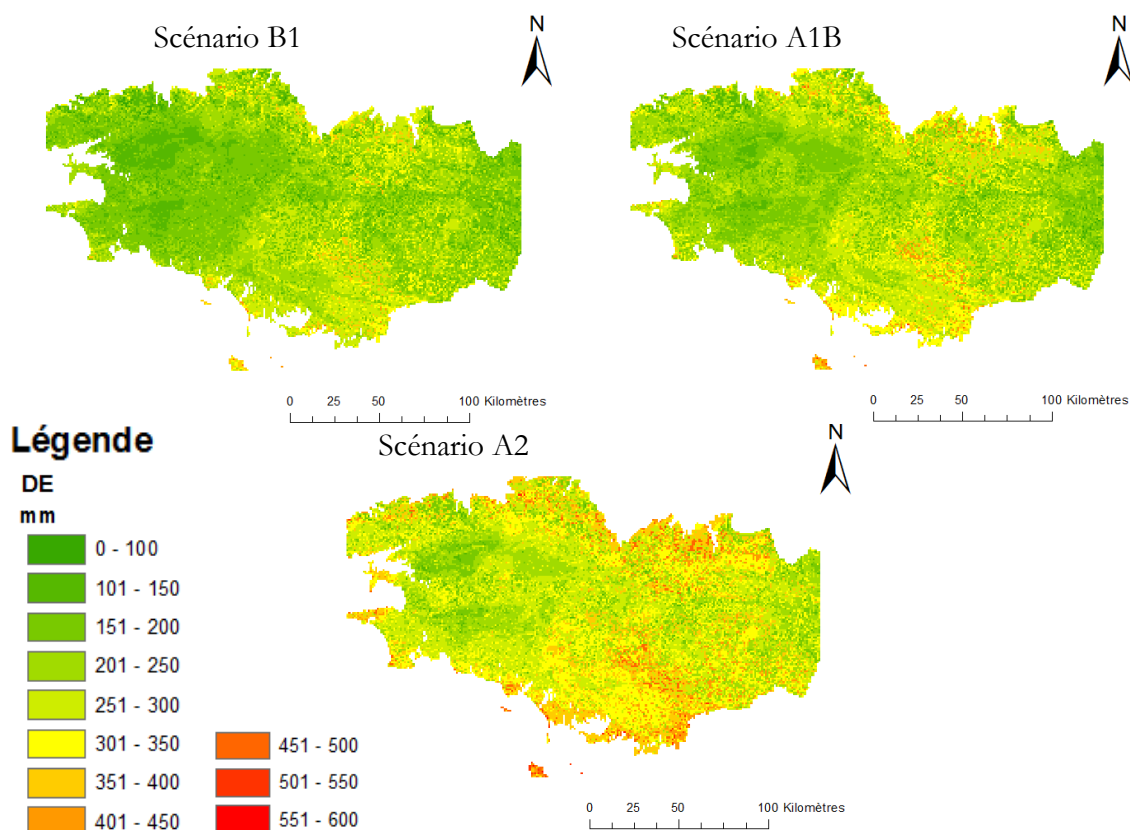 Scénario B1
N
Scénario A1B
N
0 25 50 100 Kilomètres
0 25 50 100 Kilomètres
Légende
DE
mm
0 - 100
101 - 150
151 - 200
201 - 250
251 - 300
301 - 350
351 - 400
401 - 450
451 - 500
501 - 550
551 - 600
Scénario A2
N
0 25 50 100 Kilomètres